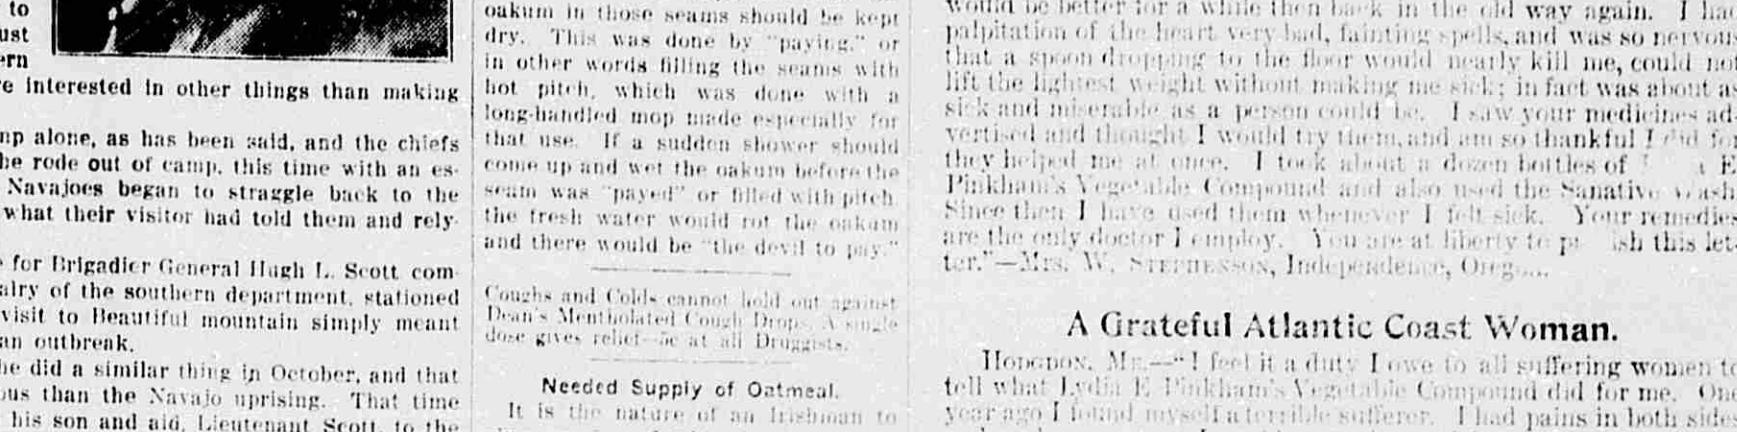 to
ust
ern
e interested in other things than making
mp alone, as has been said, and the chiefs
he rode out of camp, this time with an es-
Navajoes began to straggle back to the
what their visitor had told them and rely-
for Brigadier General Hugh L. Scott com-
alry of the southern department, stationed
visit to Beautiful mountain simply meant
an outbreak.
he did a similar thing in October, and that
ous than the Navajo uprising. That time
his son and aid, Lieutenant Scott, to the
oakum in those seams should be kept
dry. This was done by "paying," or
in other words filling the seams with
hot pitch, which was done with a
long-handled mop made especially for
that use. If a sudden shower should
come up and wet the oakum before the
seam was "payed" or filled with pitch
the fresh water would rot the oakum
and there would be "the devil to pay."
Coughs and Colds cannot hold out against
Dean's Mentholated Cough Drops. A single
dose gives relief—5c at all Druggists.
Needed Supply of Oatmeal.
It is the nature of an Irishman to
would be better for a while then back in the old way again. I had
palpitation of the heart very bad, fainting spells, and was so nervous
that a spoon dropping to the floor would nearly kill me, could not
lift the lightest weight without making me sick; in fact was about as
sick and miserable as a person could be. I saw your medicines ad-
vertised and thought I would try them, and am so thankful I did for
they helped me at once. I took about a dozen bottles of E.
Pinkham's Vegetable Compound and also used the Sanative Wash.
Since then I have used them whenever I felt sick. Your remedies
are the only doctor I employ. You are at liberty to p ish this let-
ter."—Mrs. W. STEPHENSON, Independence, Oreg
A Grateful Atlantic Coast Woman.
HODGDON, ME.—"I feel it a duty I owe to all suffering women to
tell what Lydia E. Pinkham's Vegetable Compound did for me. One
year ago I found myself a terrible sufferer. I had pains in both sides